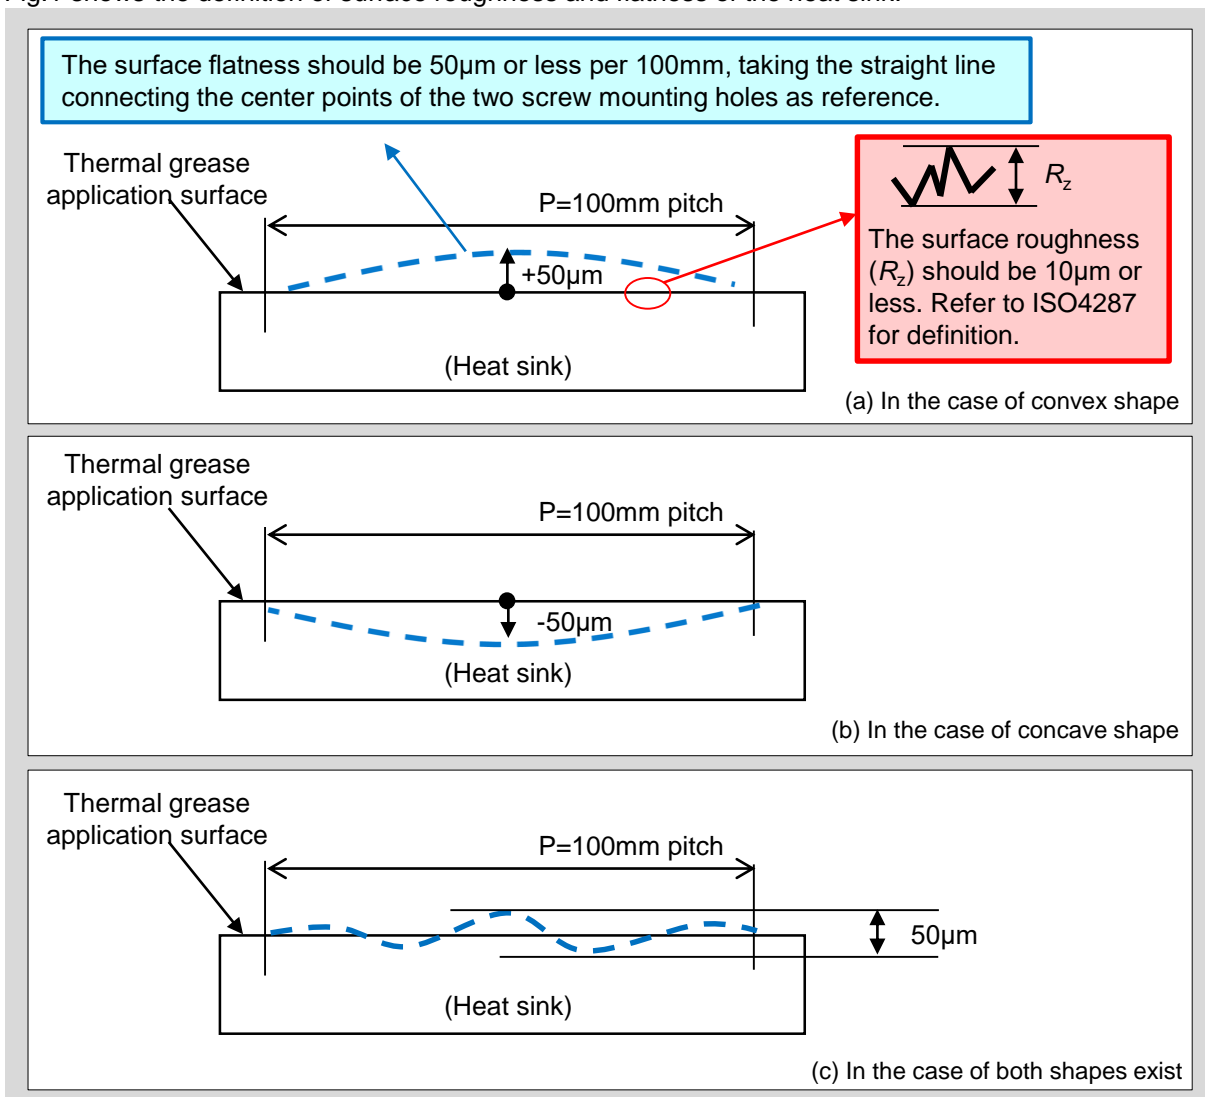 The surface flatness should be 50μm or less per 100mm, taking the straight line
connecting the center points of the two screw mounting holes as reference.
Thermal grease
application surface
P=100mm pitch
+50μm
(Heat sink)
Rz
The surface roughness
(Rz) should be 10μm or
less. Refer to ISO4287
for definition.
(a) In the case of convex shape
Thermal grease
application surface
P=100mm pitch
-50μm
(Heat sink)
(b) In the case of concave shape
Thermal grease
application surface
P=100mm pitch
50μm
(Heat sink)
(c) In the case of both shapes exist